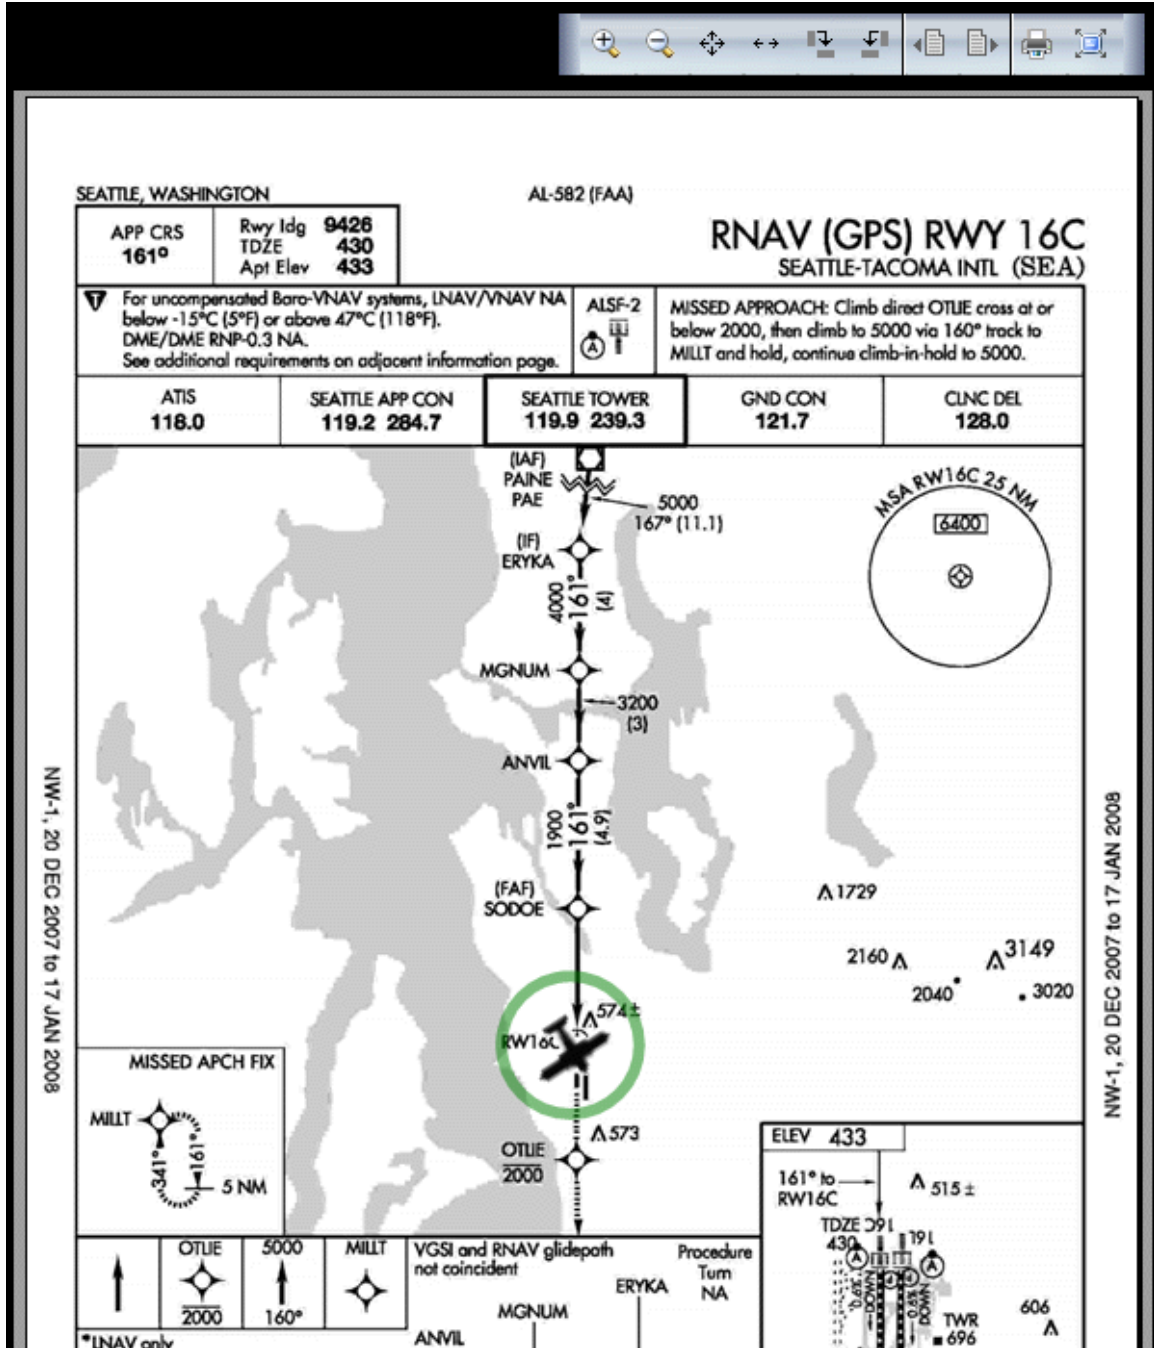 SEATTLE, WASHINGTON
AL-582 (FAA)
APP CRS
161°
Rwy ldg 9426
TDZE 430
Apt Elev 433
RNAV (GPS) RWY 16C
SEATTLE-TACOMA INTL (SEA)
T
For uncompensated Baro-VNAV systems, LNAV/VNAV NA
below -15°C (5°F) or above 47°C (118°F).
DME/DME RNP-0.3 NA.
See additional requirements on adjacent information page.
ALSF-2
A
MISSED APPROACH: Climb direct OTLIE cross at or
below 2000, then climb to 5000 via 160° track to
MILLT and hold, continue climb-in-hold to 5000.
ATIS
118.0
SEATTLE APP CON
119.2 284.7
SEATTLE TOWER
119.9 239.3
GND CON
121.7
CLNC DEL
128.0
(IAF)
PAINE
PAE
5000
167° (11.1)
MSA RW16C 25 NM
6400
(IF)
ERYKA
4000
161°
(4)
MGNUM
3200
(3)
ANVIL
1900
161°
(4.9)
(FAF)
SODOE
1729
2160
3149
2040
3020
574±
RW16C
NW-1, 20 DEC 2007 to 17 JAN 2008
NW-1, 20 DEC 2007 to 17 JAN 2008
MISSED APCH FIX
MILLT
341°
161°
5 NM
573
OTLIE
2000
ELEV 433
161° to
RW16C
515 ±
TDZE
430
16L
A
A
P
P
0.6%
DOWN
0.6%
DOWN
TWR
696
606
OTLIE
2000
5000
160°
MILLT
VGSI and RNAV glidepath
not coincident
Procedure
Turn
NA
ERYKA
MGNUM
ANVIL
*LNAV only